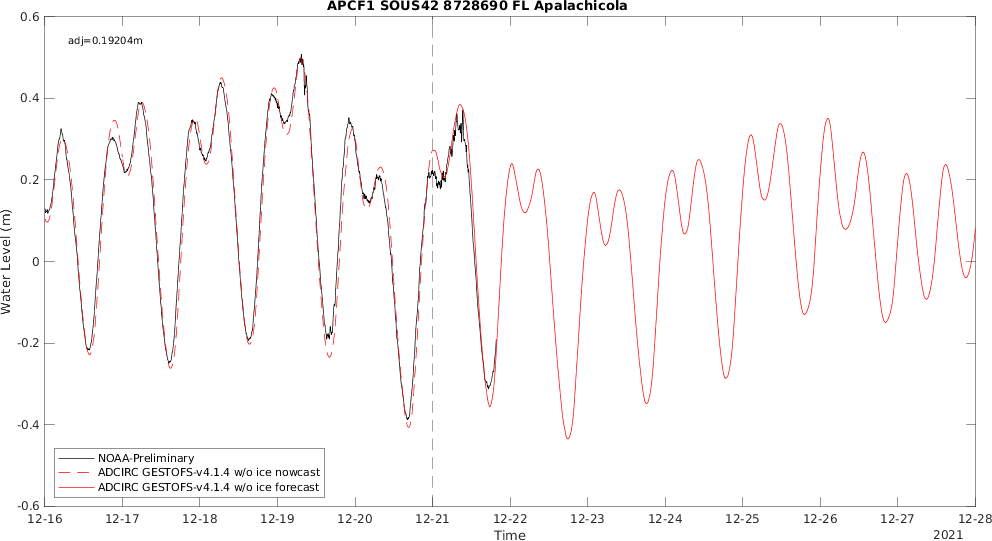 APCF1 SOUS42 8728690 FL Apalachicola
0.6
adj=0.19204m
0.4
0.2
0
-0.2
-0.4
-0.6
Water Level (m)
NOAA-Preliminary
ADCIRC GESTOFS-v4.1.4 w/o ice nowcast
ADCIRC GESTOFS-v4.1.4 w/o ice forecast
12-16 12-17 12-18 12-19 12-20 12-21 12-22 12-23 12-24 12-25 12-26 12-27 12-28
Time
2021